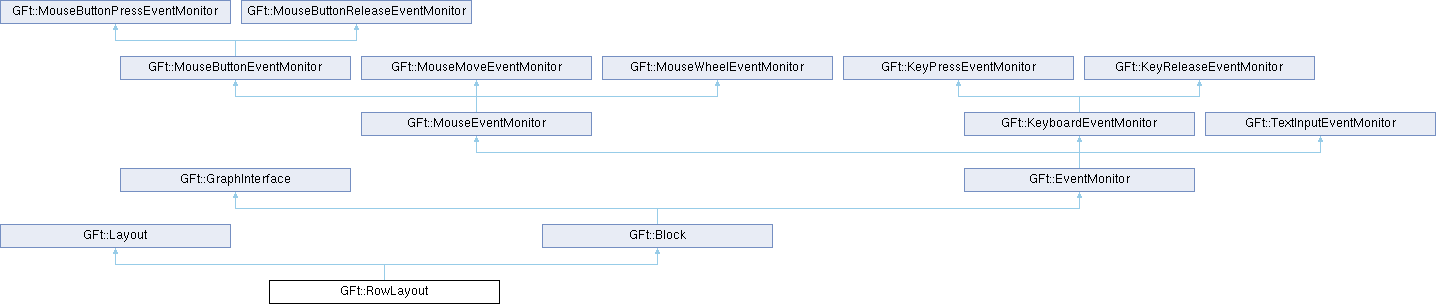 GFt::MouseButtonPressEventMonitor
GFt::MouseButtonReleaseEventMonitor
GFt::MouseButtonEventMonitor
GFt::MouseMoveEventMonitor
GFt::MouseWheelEventMonitor
GFt::KeyPressEventMonitor
GFt::KeyReleaseEventMonitor
GFt::MouseEventMonitor
GFt::KeyboardEventMonitor
GFt::TextInputEventMonitor
GFt::GraphInterface
GFt::EventMonitor
GFt::Layout
GFt::Block
GFt::RowLayout